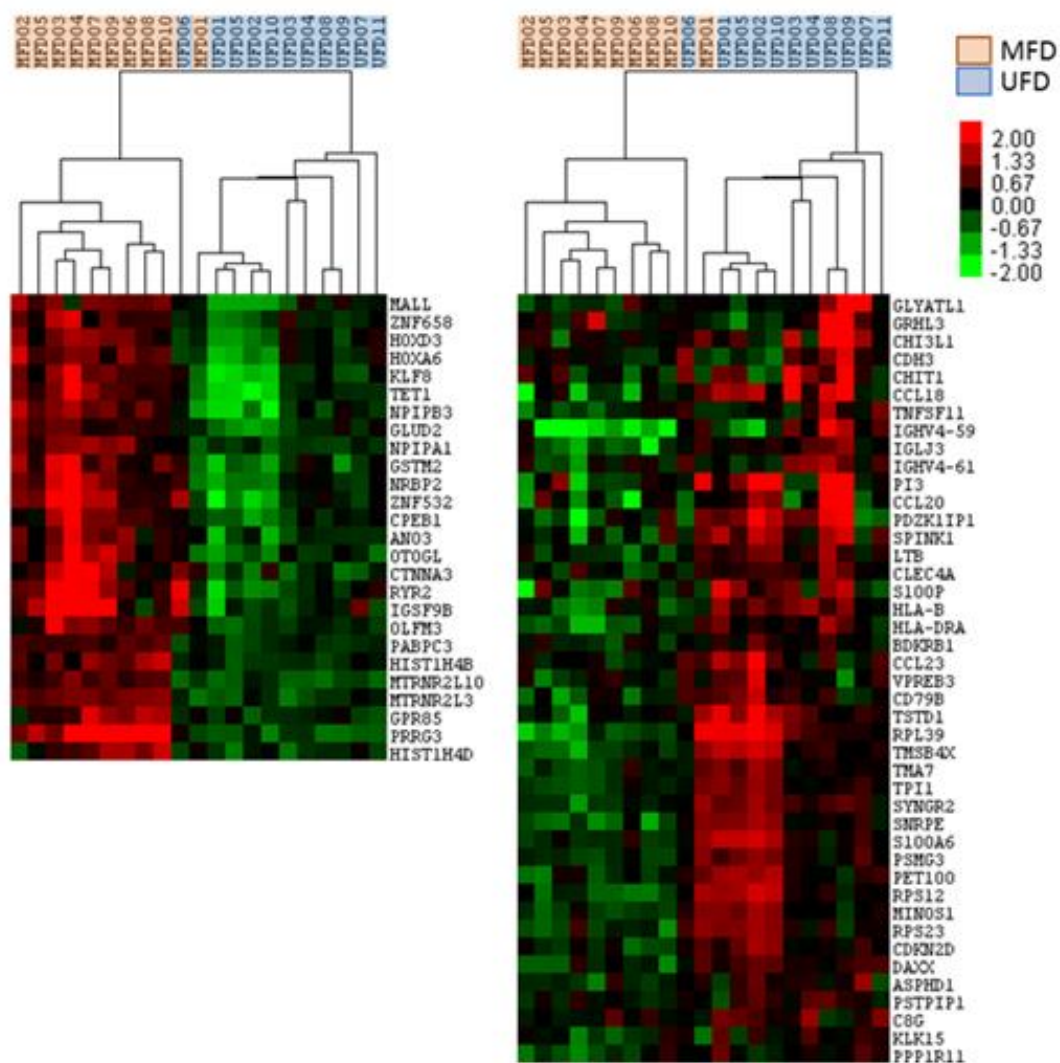 MFD02
MFD05
MFD03
MFD04
MFD07
MFD09
MFD06
MFD08
MFD10
UFD06
MFD01
UFD01
UFD05
UFD02
UFD10
UFD03
UFD04
UFD08
UFD09
UFD07
UFD11
MFD02
MFD05
MFD03
MFD04
MFD07
MFD09
MFD06
MFD08
MFD10
UFD06
MFD01
UFD01
UFD05
UFD02
UFD10
UFD03
UFD04
UFD08
UFD09
UFD07
UFD11
MFD
UFD
2.00
1.33
0.67
0.00
-0.67
-1.33
-2.00
MALL
ZNF658
HOXD3
HOXA6
KLF8
TET1
NPIPB3
GLUD2
NPIPA1
GSTM2
NRBP2
ZNF532
CPEB1
ANO3
OTOGL
CTNNA3
RYR2
IGSF9B
OLFM3
PABPC3
HIST1H4B
MTRNR2L10
MTRNR2L3
GPR85
PRRG3
HIST1H4D
GLYATL1
GRHL3
CHI3L1
CDH3
CHIT1
CCL18
TNFSF11
IGHV4-59
IGLJ3
IGHV4-61
PI3
CCL20
PDZK1IP1
SPINK1
LTB
CLEC4A
S100P
HLA-B
HLA-DRA
BDKRB1
CCL23
VPREB3
CD79B
TSTD1
RPL39
TMSB4X
TMA7
TPI1
SYNGR2
SNRPE
S100A6
PSMG3
PET100
RPS12
MINOS1
RPS23
CDKN2D
DAXX
ASPHD1
PSTPIP1
C8G
KLK15
PPP1R11